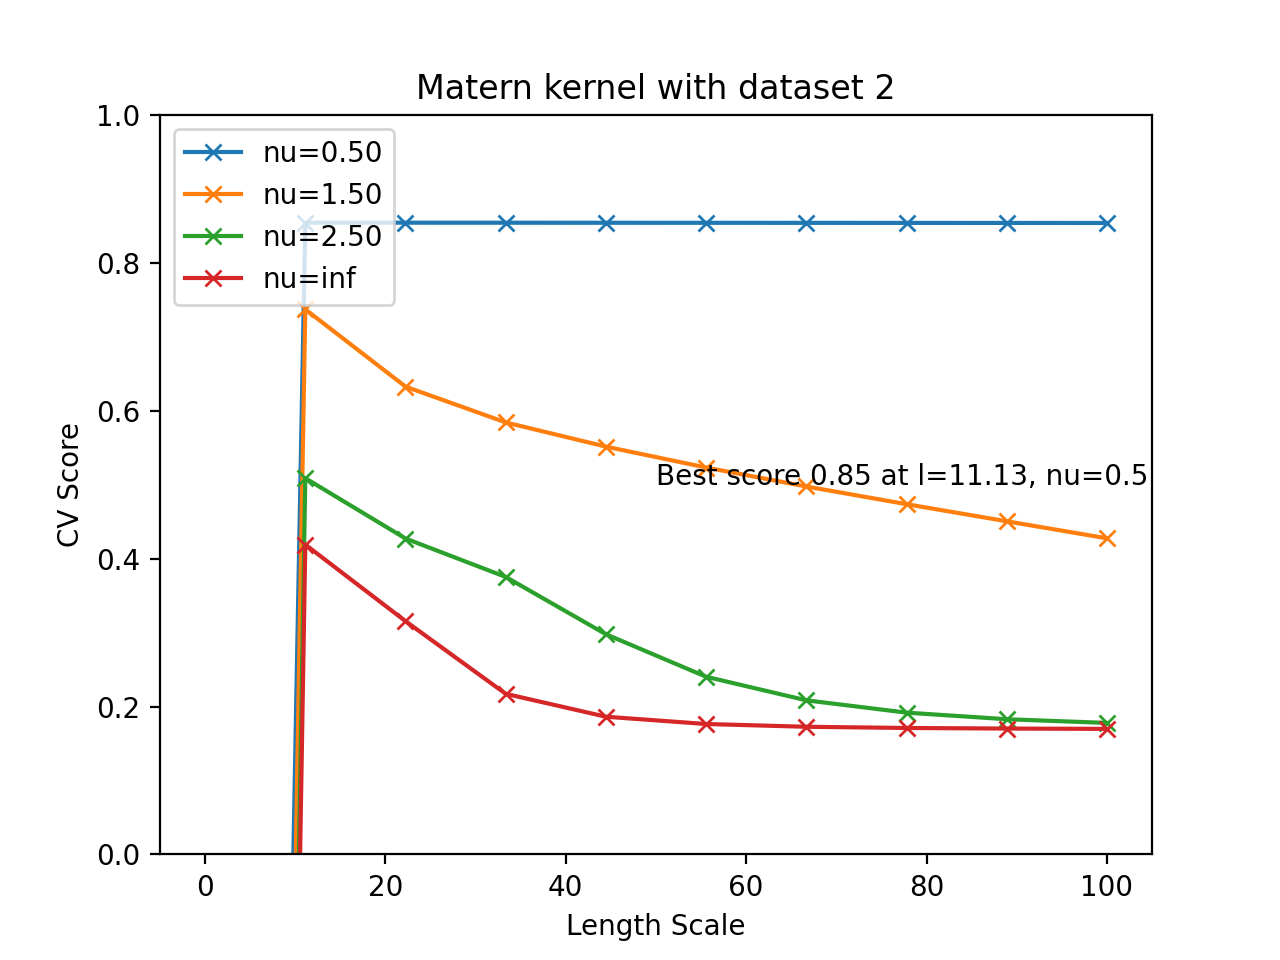 Matern kernel with dataset 2
1.0
0.8
0.6
0.4
0.2
0.0
CV Score
nu=0.50
nu=1.50
nu=2.50
nu=inf
Best score 0.85 at l=11.13, nu=0.5
0 20 40 60 80 100
Length Scale